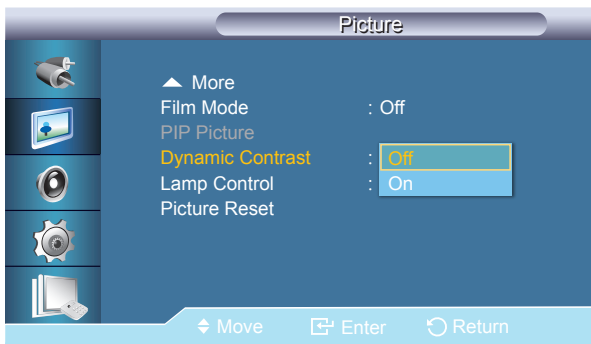 Picture
▲ More
Film Mode : Off
PIP Picture
Dynamic Contrast : Off
Lamp Control : On
Picture Reset
Move Enter Return